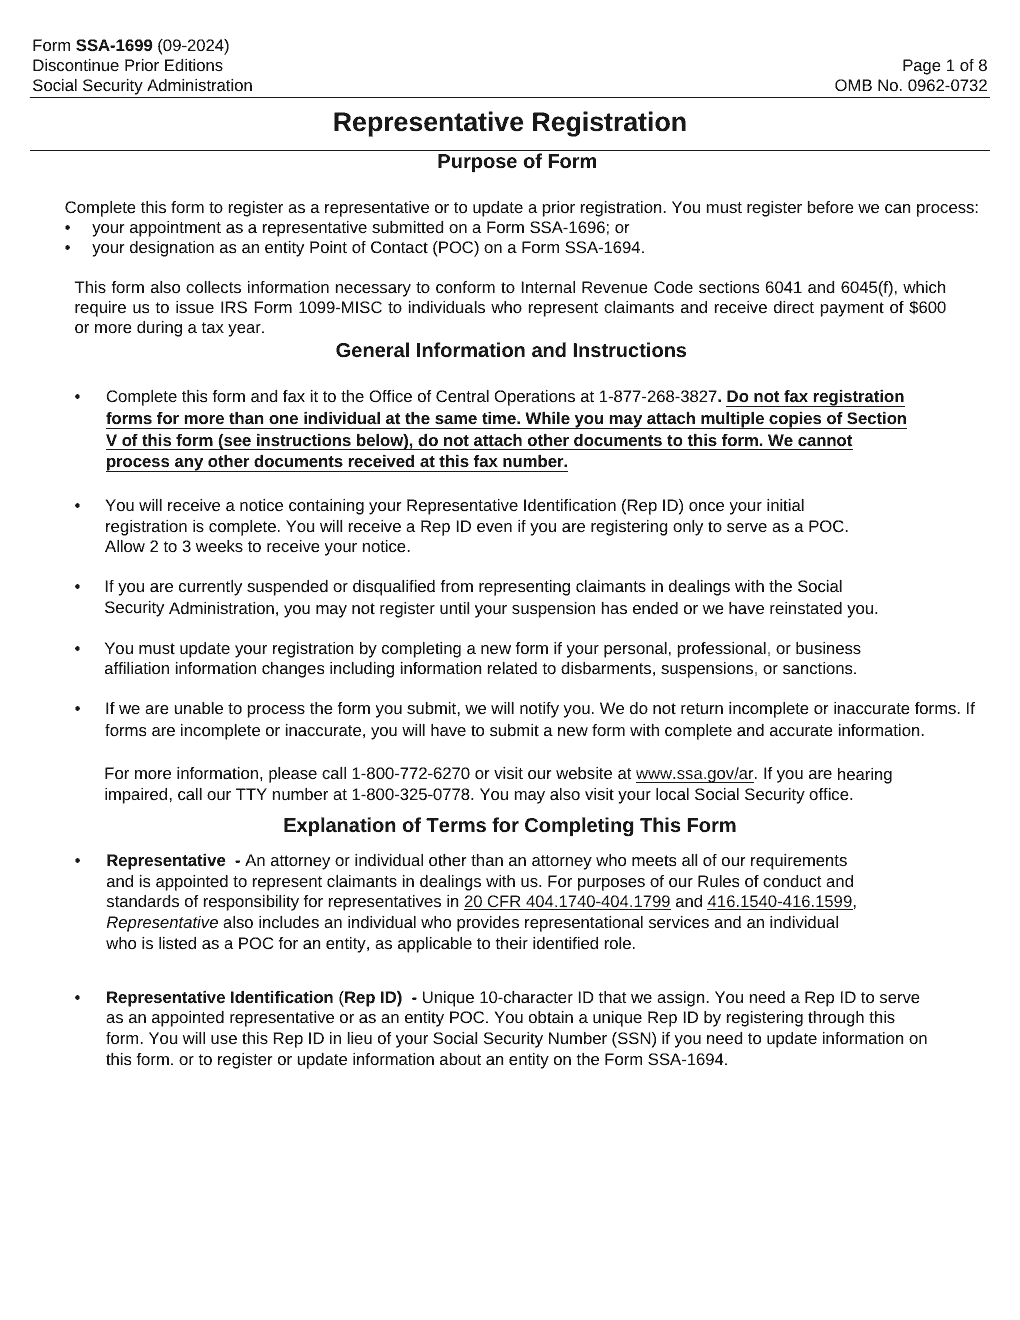 Form SSA-1699 (09-2024)
Discontinue Prior Editions
Social Security Administration
Page 1 of 8
OMB No. 0962-0732
Representative Registration
Purpose of Form
Complete this form to register as a representative or to update a prior registration. You must register before we can process:
• your appointment as a representative submitted on a Form SSA-1696; or
• your designation as an entity Point of Contact (POC) on a Form SSA-1694.
This form also collects information necessary to conform to Internal Revenue Code sections 6041 and 6045(f), which
require us to issue IRS Form 1099-MISC to individuals who represent claimants and receive direct payment of $600
or more during a tax year.
General Information and Instructions
• Complete this form and fax it to the Office of Central Operations at 1-877-268-3827. Do not fax registration
forms for more than one individual at the same time. While you may attach multiple copies of Section
V of this form (see instructions below), do not attach other documents to this form. We cannot
process any other documents received at this fax number.
• You will receive a notice containing your Representative Identification (Rep ID) once your initial
registration is complete. You will receive a Rep ID even if you are registering only to serve as a POC.
Allow 2 to 3 weeks to receive your notice.
• If you are currently suspended or disqualified from representing claimants in dealings with the Social
Security Administration, you may not register until your suspension has ended or we have reinstated you.
• You must update your registration by completing a new form if your personal, professional, or business
affiliation information changes including information related to disbarments, suspensions, or sanctions.
• If we are unable to process the form you submit, we will notify you. We do not return incomplete or inaccurate forms. If
forms are incomplete or inaccurate, you will have to submit a new form with complete and accurate information.
For more information, please call 1-800-772-6270 or visit our website at www.ssa.gov/ar. If you are hearing
impaired, call our TTY number at 1-800-325-0778. You may also visit your local Social Security office.
Explanation of Terms for Completing This Form
• Representative - An attorney or individual other than an attorney who meets all of our requirements
and is appointed to represent claimants in dealings with us. For purposes of our Rules of conduct and
standards of responsibility for representatives in 20 CFR 404.1740-404.1799 and 416.1540-416.1599,
Representative also includes an individual who provides representational services and an individual
who is listed as a POC for an entity, as applicable to their identified role.
• Representative Identification (Rep ID) - Unique 10-character ID that we assign. You need a Rep ID to serve
as an appointed representative or as an entity POC. You obtain a unique Rep ID by registering through this
form. You will use this Rep ID in lieu of your Social Security Number (SSN) if you need to update information on
this form. or to register or update information about an entity on the Form SSA-1694.